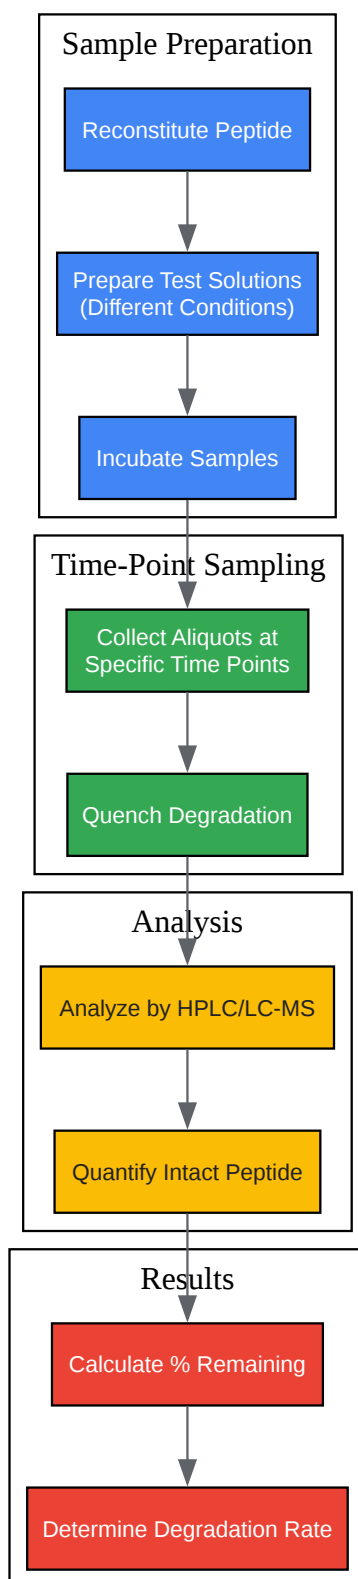 Sample Preparation
Reconstitute Peptide
Prepare Test Solutions
(Different Conditions)
Incubate Samples
Time-Point Sampling
Collect Aliquots at
Specific Time Points
Quench Degradation
Analysis
Analyze by HPLC/LC-MS
Quantify Intact Peptide
Results
Calculate % Remaining
Determine Degradation Rate